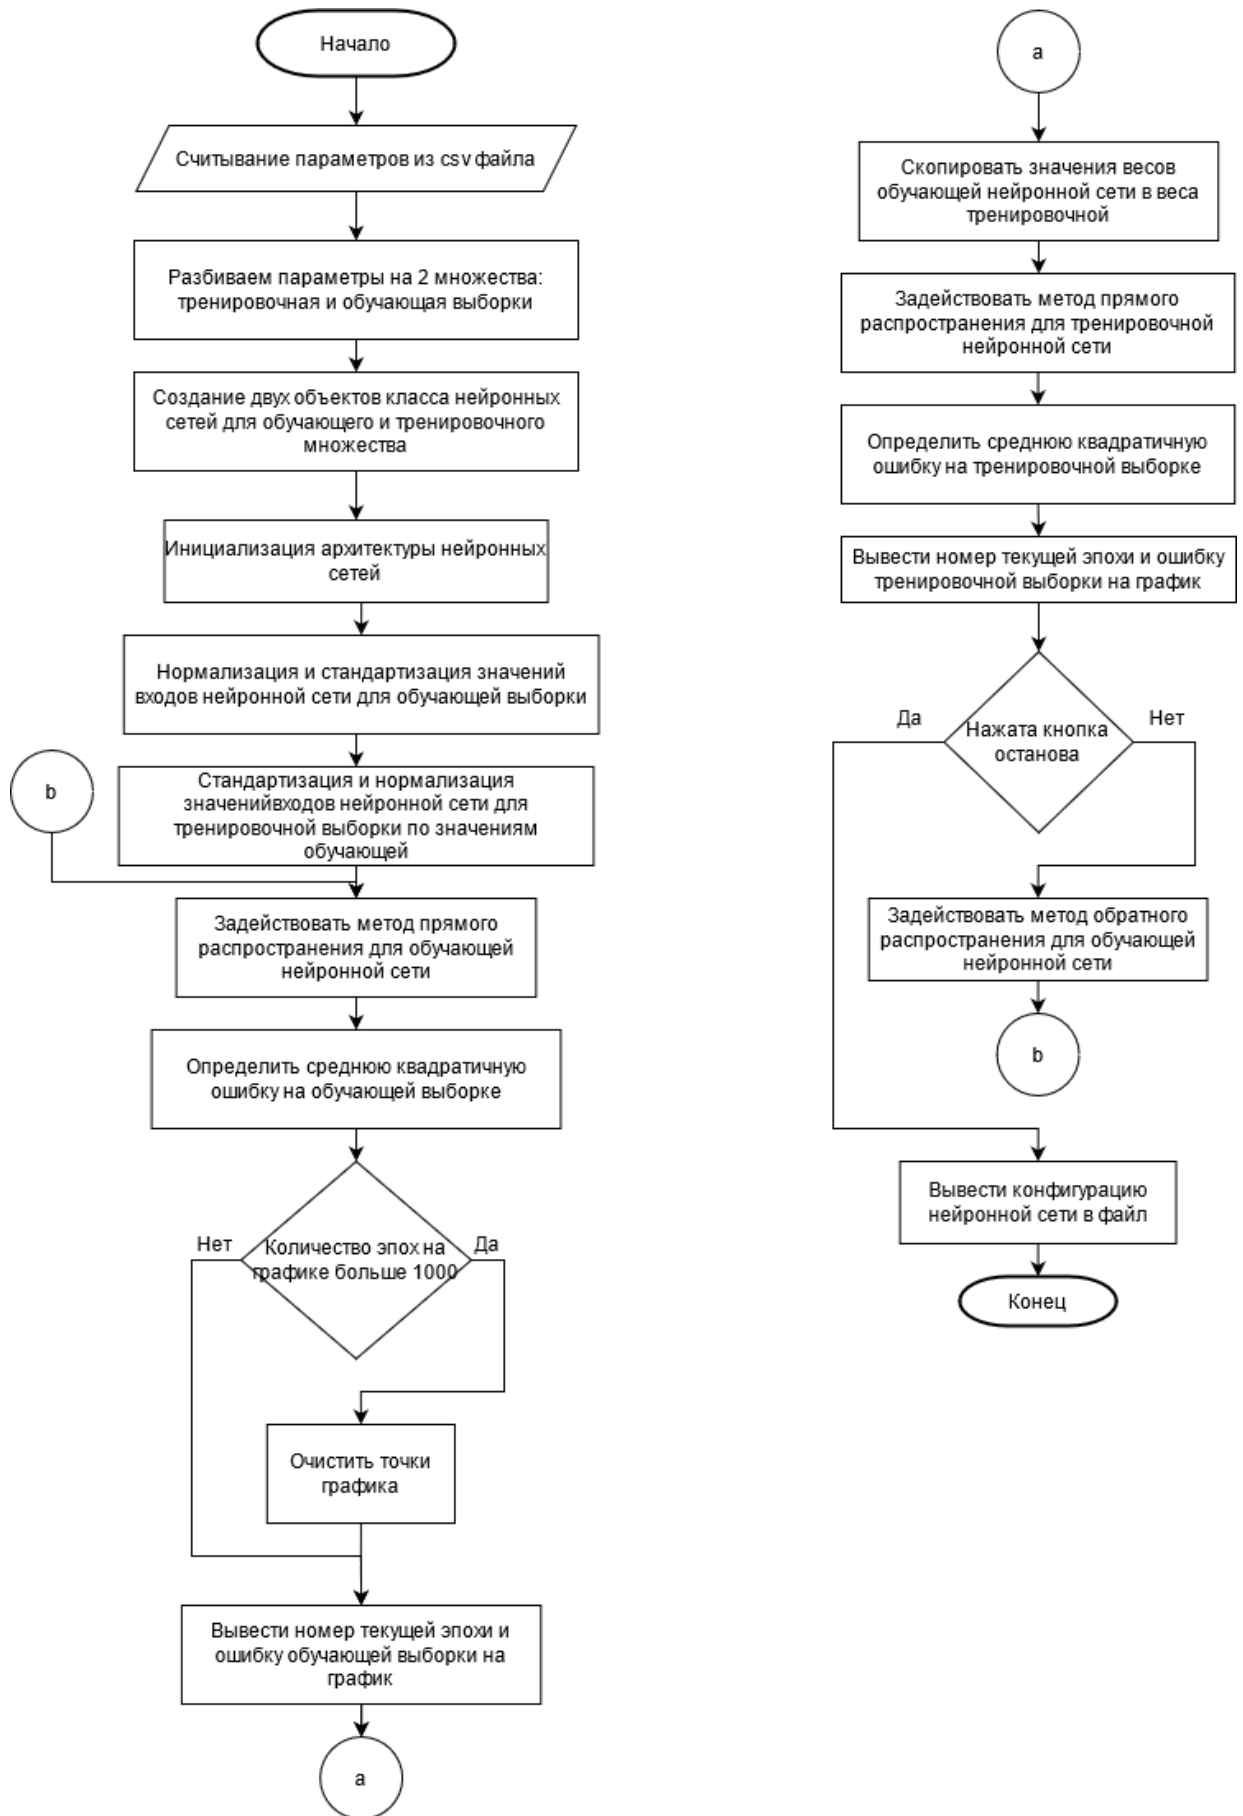 Начало
Считывание параметров из csv файла
Разбиваем параметры на 2 множества:
тренировочная и обучающая выборки
Создание двух объектов класса нейронных
сетей для обучающего и тренировочного
множества
Инициализация архитектуры нейронных
сетей
Нормализация и стандартизация значений
входов нейронной сети для обучающей выборки
b
Стандартизация и нормализация
значенийвходов нейронной сети для
тренировочной выборки по значениям
обучающей
Задействовать метод прямого
распространения для обучающей
нейронной сети
Определить среднюю квадратичную
ошибку на обучающей выборке
Нет
Количество эпох на
графике больше 1000
Да
Очистить точки
графика
Вывести номер текущей эпохи и
ошибку обучающей выборки на
график
a
a
Скопировать значения весов
обучающей нейронной сети в веса
тренировочной
Задействовать метод прямого
распространения для тренировочной
нейронной сети
Определить среднюю квадратичную
ошибку на тренировочной выборке
Вывести номер текущей эпохи и ошибку
тренировочной выборки на график
Да
Нажата кнопка
останова
Нет
Задействовать метод обратного
распространения для обучающей
нейронной сети
b
Вывести конфигурацию
нейронной сети в файл
Конец